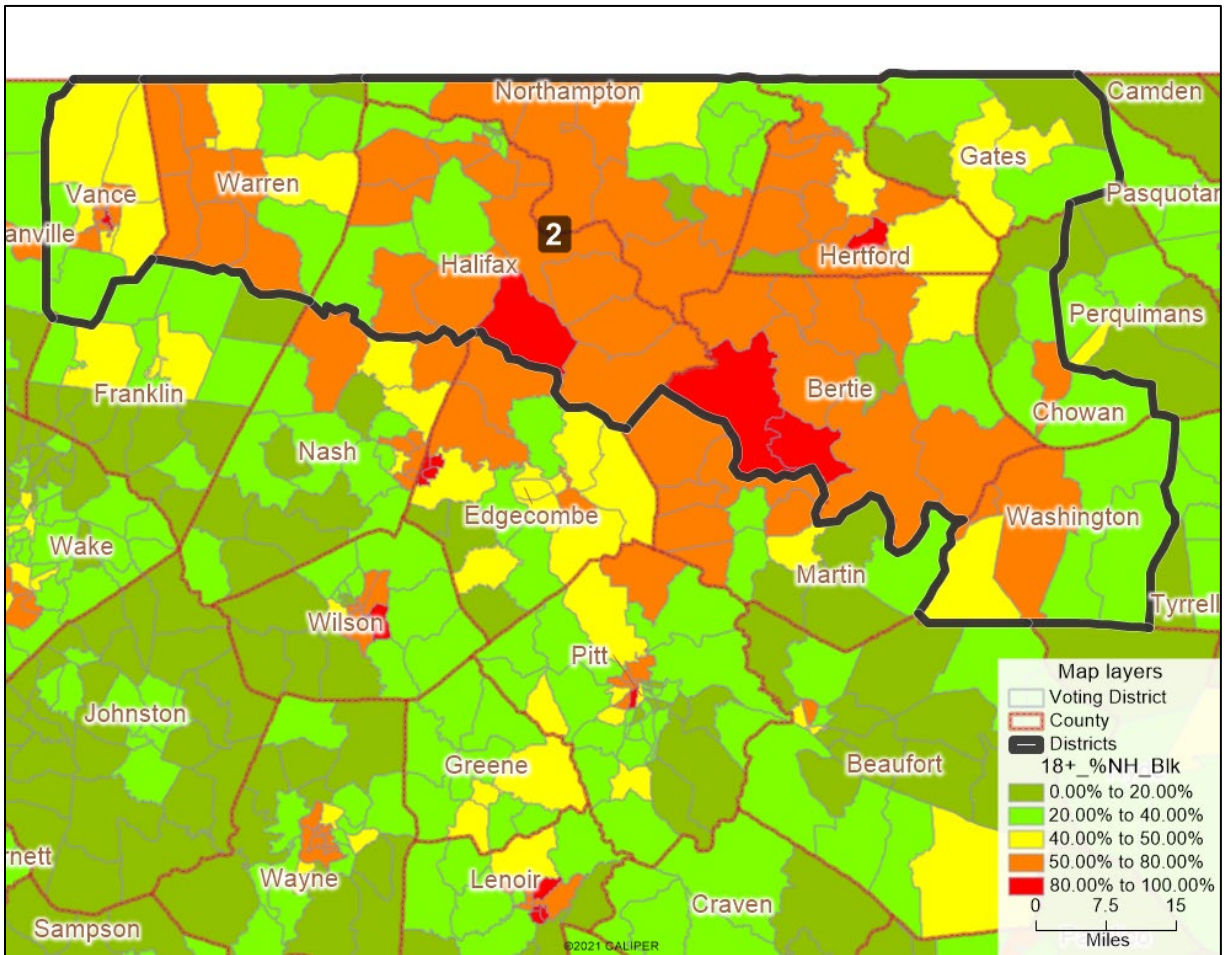 Northampton
Camden
Gates
Vance
Warren
Pasquotar
anville
2
Hertford
Halifax
Perquimans
Bertie
Franklin
Chowan
Nash
Edgecombe
Washington
Wake
Martin
Tyrrell
Wilson
Pitt
Johnston
Greene
Beaufort
rnett
Wayne
Lenoir
Craven
Sampson
Map layers
Voting District
County
Districts
18+_%NH_Blk
0.00% to 20.00%
20.00% to 40.00%
40.00% to 50.00%
50.00% to 80.00%
80.00% to 100.00%
0 7.5 15
Miles
©2021 CALIPER